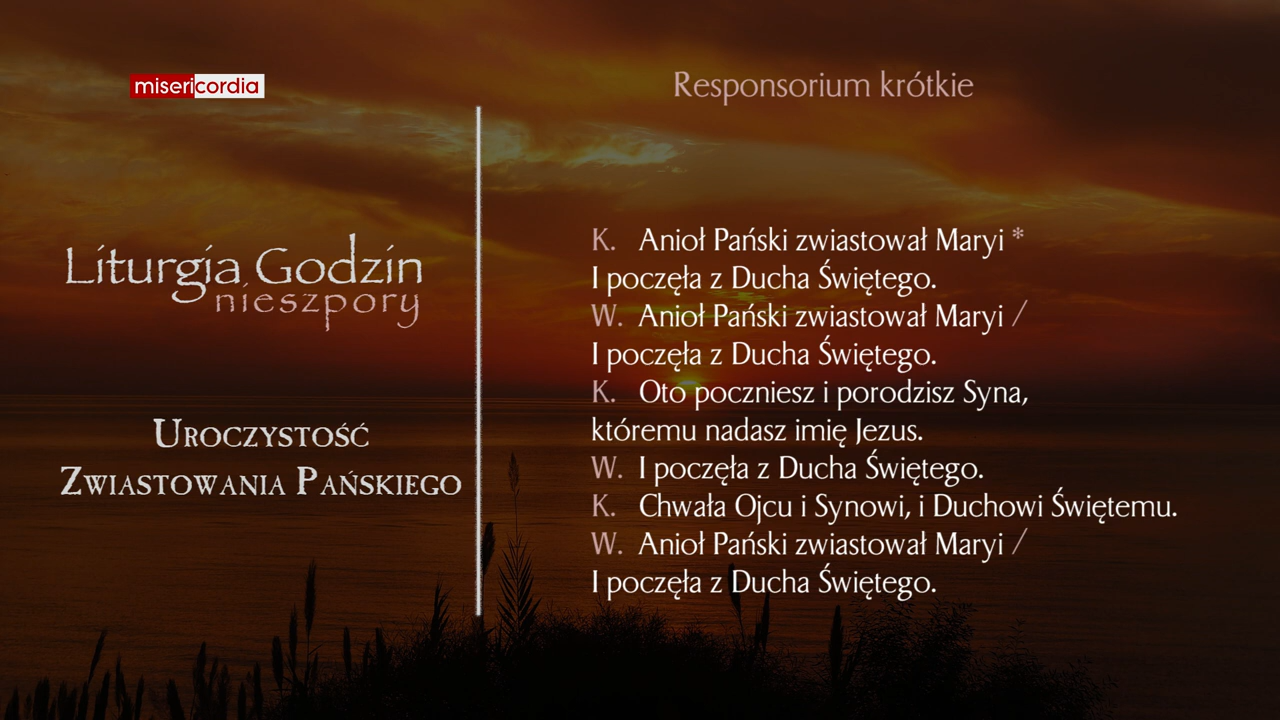 misericordia
Liturgia Godzin
nieszpory
Uroczystość
Zwiastowania Pańskiego
Responsorium krótkie
K. Anioł Pański zwiastował Maryi *
I poczęła z Ducha Świętego.
W. Anioł Pański zwiastował Maryi /
I poczęła z Ducha Świętego.
K. Oto poczniesz i porodzisz Syna,
któremu nadasz imię Jezus.
W. I poczęła z Ducha Świętego.
K. Chwała Ojcu i Synowi, i Duchowi Świętemu.
W. Anioł Pański zwiastował Maryi /
I poczęła z Ducha Świętego.